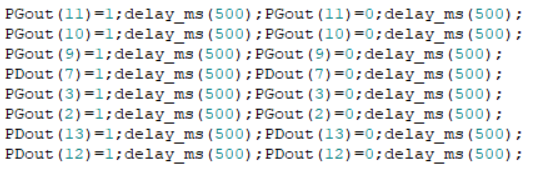 PGout(11)=1;delay_ms(500);PGout(11)=0;delay_ms(500);
PGout(10)=1;delay_ms(500);PGout(10)=0;delay_ms(500);
PGout(9)=1;delay_ms(500);PGout(9)=0;delay_ms(500);
PDout(7)=1;delay_ms(500);PDout(7)=0;delay_ms(500);
PGout(3)=1;delay_ms(500);PGout(3)=0;delay_ms(500);
PGout(2)=1;delay_ms(500);PGout(2)=0;delay_ms(500);
PDout(13)=1;delay_ms(500);PDout(13)=0;delay_ms(500);
PDout(12)=1;delay_ms(500);PDout(12)=0;delay_ms(500);